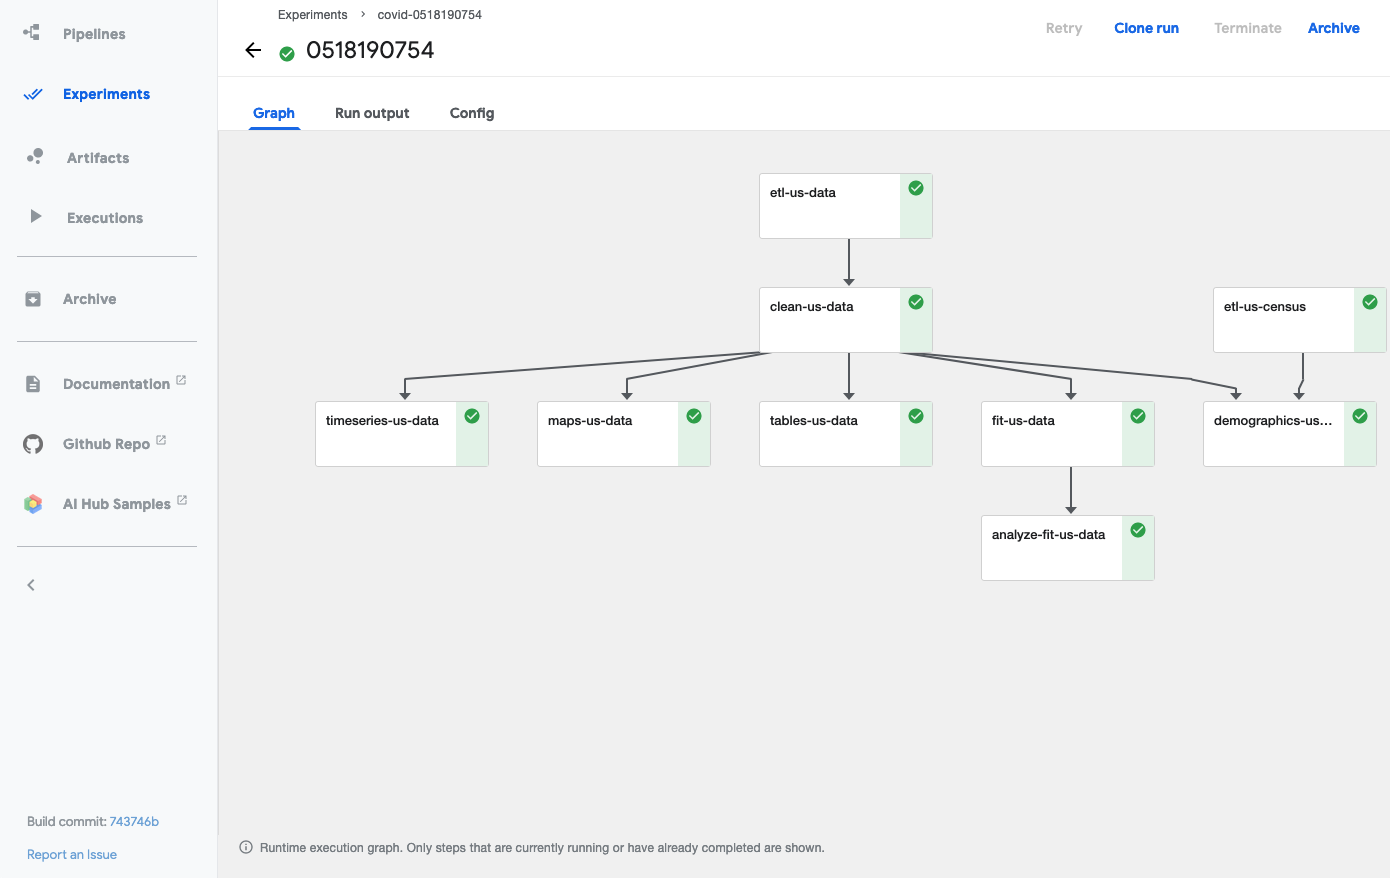 Pipelines
Experiments
Artifacts
Executions
Archive
Documentation
Github Repo
AI Hub Samples
Build commit: 743746b
Report an Issue
Experiments › covid-0518190754
0518190754
Retry Clone run Terminate Archive
Graph Run output Config
etl-us-data
clean-us-data
etl-us-census
timeseries-us-data
maps-us-data
tables-us-data
fit-us-data
demographics-us...
analyze-fit-us-data
Runtime execution graph. Only steps that are currently running or have already completed are shown.